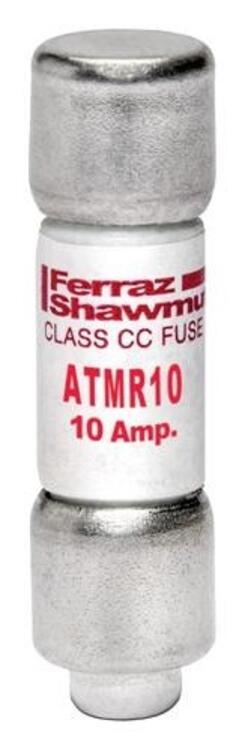 Ferraz
Shawmu
CLASS CC FUSE
ATMR10
10 Amp.